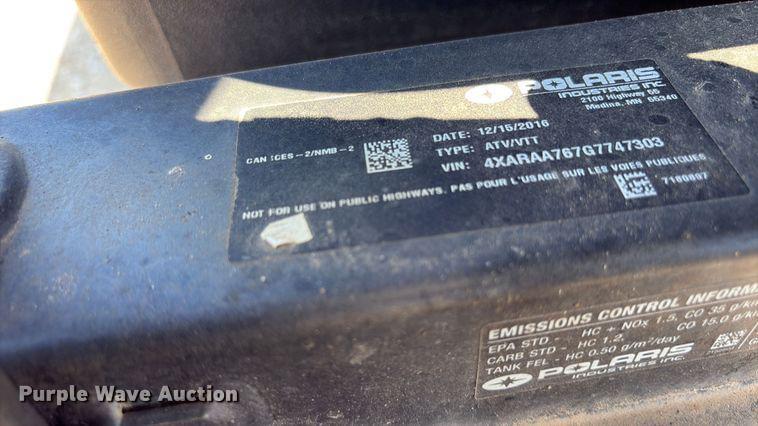 POLARIS
INDUSTRIES INC.
2100 Highway 55
Medina, MN 55340
DATE: 12/15/2016
CAN ICES-2/NMB-2
TYPE: ATV/VTT
VIN: 4XARAA767G7747303
NOT FOR USE ON PUBLIC HIGHWAYS. PAS POUR L'USAGE SUR LES VOIES PUBLIQUES
7180907
EMISSIONS CONTROL INFORM
EPA STD - HC + NOx 1.5, CO 35 g/k
CARB STD - HC 1.2, CO 15.0 g/k
TANK FEL - HC 0.50 g/m²/day
POLARIS
INDUSTRIES INC.
Purple Wave Auction